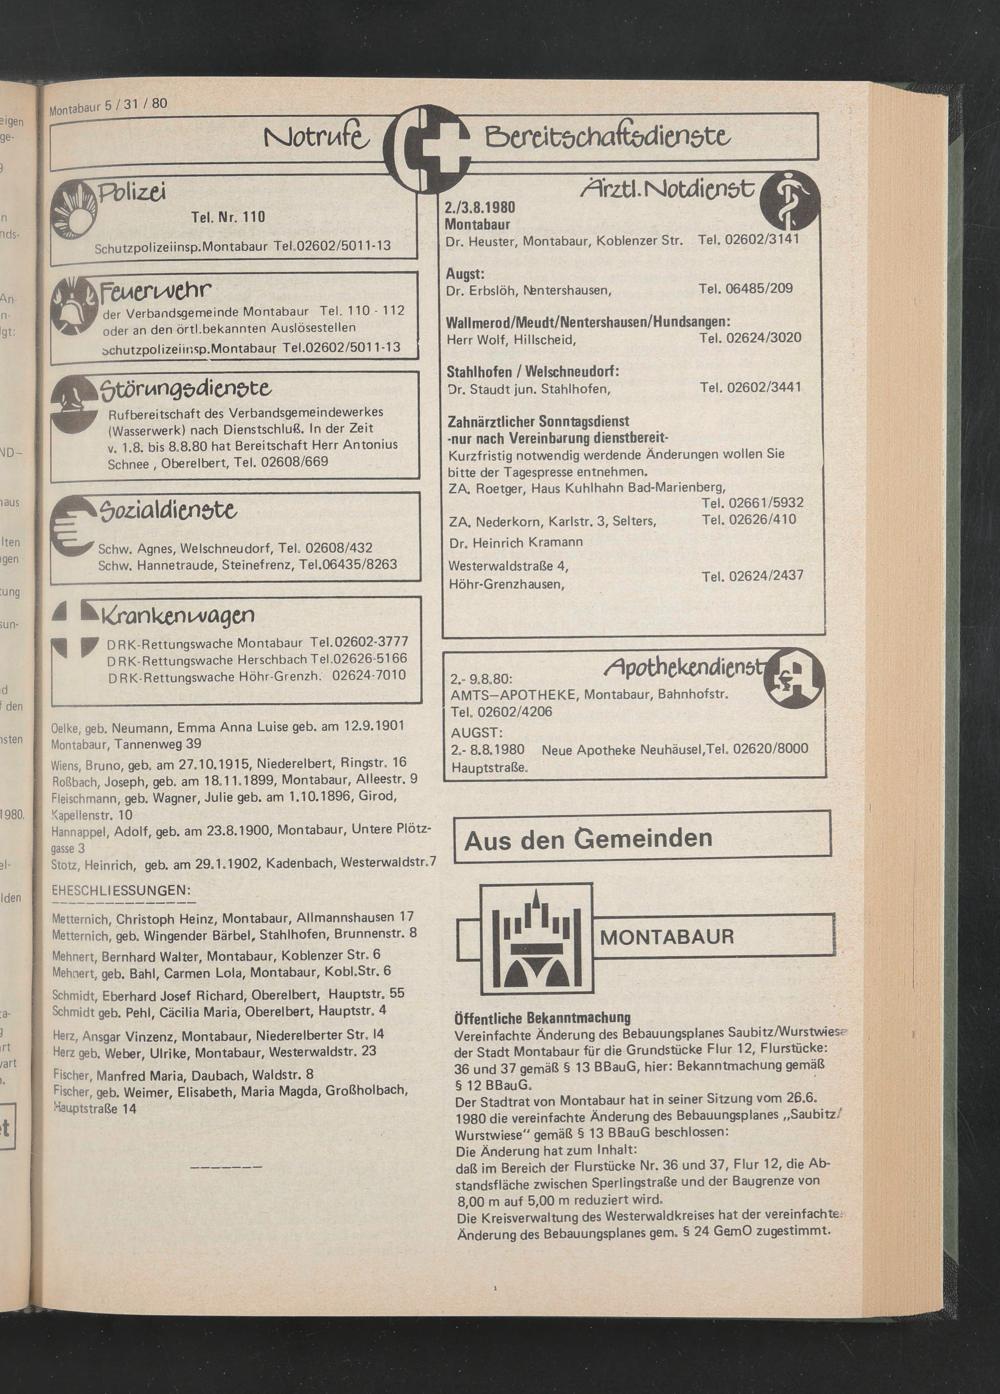 Montabaur 5 / 31 / 80
Notrufe Bereitschaftsdienste
Polizei
Tel. Nr. 110
Schutzpolizeiinsp.Montabaur Tel.02602/5011-13
Feuerwehr
der Verbandsgemeinde Montabaur Tel. 110 - 112
oder an den örtl.bekannten Auslösestellen
Schutzpolizeiinsp.Montabaur Tel.02602/5011-13
Störungsdienste
Rufbereitschaft des Verbandsgemeindewerkes
(Wasserwerk) nach Dienstschluß. In der Zeit
v. 1.8. bis 8.8.80 hat Bereitschaft Herr Antonius
Schnee , Oberelbert, Tel. 02608/669
Sozialdienste
Schw. Agnes, Welschneudorf, Tel. 02608/432
Schw. Hannetraude, Steinefrenz, Tel.06435/8263
Krankenwagen
DRK-Rettungswache Montabaur Tel.02602-3777
DRK-Rettungswache Herschbach Tel.02626-5166
DRK-Rettungswache Höhr-Grenzh. 02624-7010
Oelke, geb. Neumann, Emma Anna Luise geb. am 12.9.1901
Montabaur, Tannenweg 39
Wiens, Bruno, geb. am 27.10.1915, Niederelbert, Ringstr. 16
Roßbach, Joseph, geb. am 18.11.1899, Montabaur, Alleestr. 9
Fleischmann, geb. Wagner, Julie geb. am 1.10.1896, Girod,
Kapellenstr. 10
Hannappel, Adolf, geb. am 23.8.1900, Montabaur, Untere Plötz-
gasse 3
Stotz, Heinrich, geb. am 29.1.1902, Kadenbach, Westerwaldstr.7
EHESCHLIESSUNGEN:
Metternich, Christoph Heinz, Montabaur, Allmannshausen 17
Metternich, geb. Wingender Bärbel, Stahlhofen, Brunnenstr. 8
Mehnert, Bernhard Walter, Montabaur, Koblenzer Str. 6
Mehnert, geb. Bahl, Carmen Lola, Montabaur, Kobl.Str. 6
Schmidt, Eberhard Josef Richard, Oberelbert, Hauptstr. 55
Schmidt geb. Pehl, Cäcilia Maria, Oberelbert, Hauptstr. 4
Herz, Ansgar Vinzenz, Montabaur, Niederelberter Str. I4
Herz geb. Weber, Ulrike, Montabaur, Westerwaldstr. 23
Fischer, Manfred Maria, Daubach, Waldstr. 8
Fischer, geb. Weimer, Elisabeth, Maria Magda, Großholbach,
Hauptstraße 14
Ärztl. Notdienst
2./3.8.1980
Montabaur
Dr. Heuster, Montabaur, Koblenzer Str. Tel. 02602/3141
Augst:
Dr. Erbslöh, Nentershausen, Tel. 06485/209
Wallmerod/Meudt/Nentershausen/Hundsangen:
Herr Wolf, Hillscheid, Tel. 02624/3020
Stahlhofen / Welschneudorf:
Dr. Staudt jun. Stahlhofen, Tel. 02602/3441
Zahnärztlicher Sonntagsdienst
-nur nach Vereinbarung dienstbereit-
Kurzfristig notwendig werdende Änderungen wollen Sie
bitte der Tagespresse entnehmen.
ZA. Roetger, Haus Kuhlhahn Bad-Marienberg,
Tel. 02661/5932
ZA. Nederkorn, Karlstr. 3, Selters, Tel. 02626/410
Dr. Heinrich Kramann
Westerwaldstraße 4,
Höhr-Grenzhausen, Tel. 02624/2437
Apothekendienst
2.- 9.8.80:
AMTS-APOTHEKE, Montabaur, Bahnhofstr.
Tel. 02602/4206
AUGST:
2.- 8.8.1980 Neue Apotheke Neuhäusel,Tel. 02620/8000
Hauptstraße.
Aus den Gemeinden
MONTABAUR
Öffentliche Bekanntmachung
Vereinfachte Änderung des Bebauungsplanes Saubitz/Wurstwiese
der Stadt Montabaur für die Grundstücke Flur 12, Flurstücke:
36 und 37 gemäß § 13 BBauG, hier: Bekanntmachung gemäß
§ 12 BBauG.
Der Stadtrat von Montabaur hat in seiner Sitzung vom 26.6.
1980 die vereinfachte Änderung des Bebauungsplanes „Saubitz/
Wurstwiese" gemäß § 13 BBauG beschlossen:
Die Änderung hat zum Inhalt:
daß im Bereich der Flurstücke Nr. 36 und 37, Flur 12, die Ab-
standsfläche zwischen Sperlingstraße und der Baugrenze von
8,00 m auf 5,00 m reduziert wird.
Die Kreisverwaltung des Westerwaldkreises hat der vereinfachten
Änderung des Bebauungsplanes gem. § 24 GemO zugestimmt.